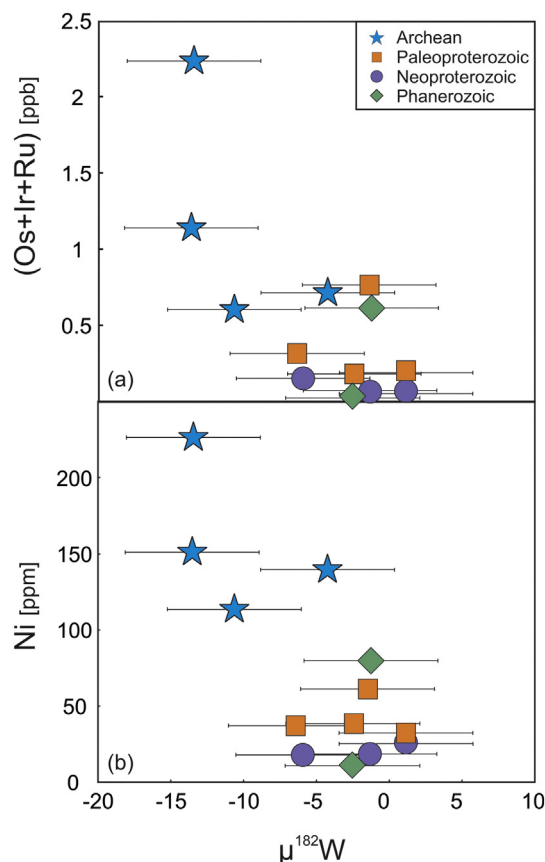 2.5
2
1.5
1
0.5
(Os+Ir+Ru) [ppb]
Archean
Paleoproterozoic
Neoproterozoic
Phanerozoic
(a)
200
150
100
50
0
Ni [ppm]
(b)
-20 -15 -10 -5 0 5 10
μ¹⁸²W